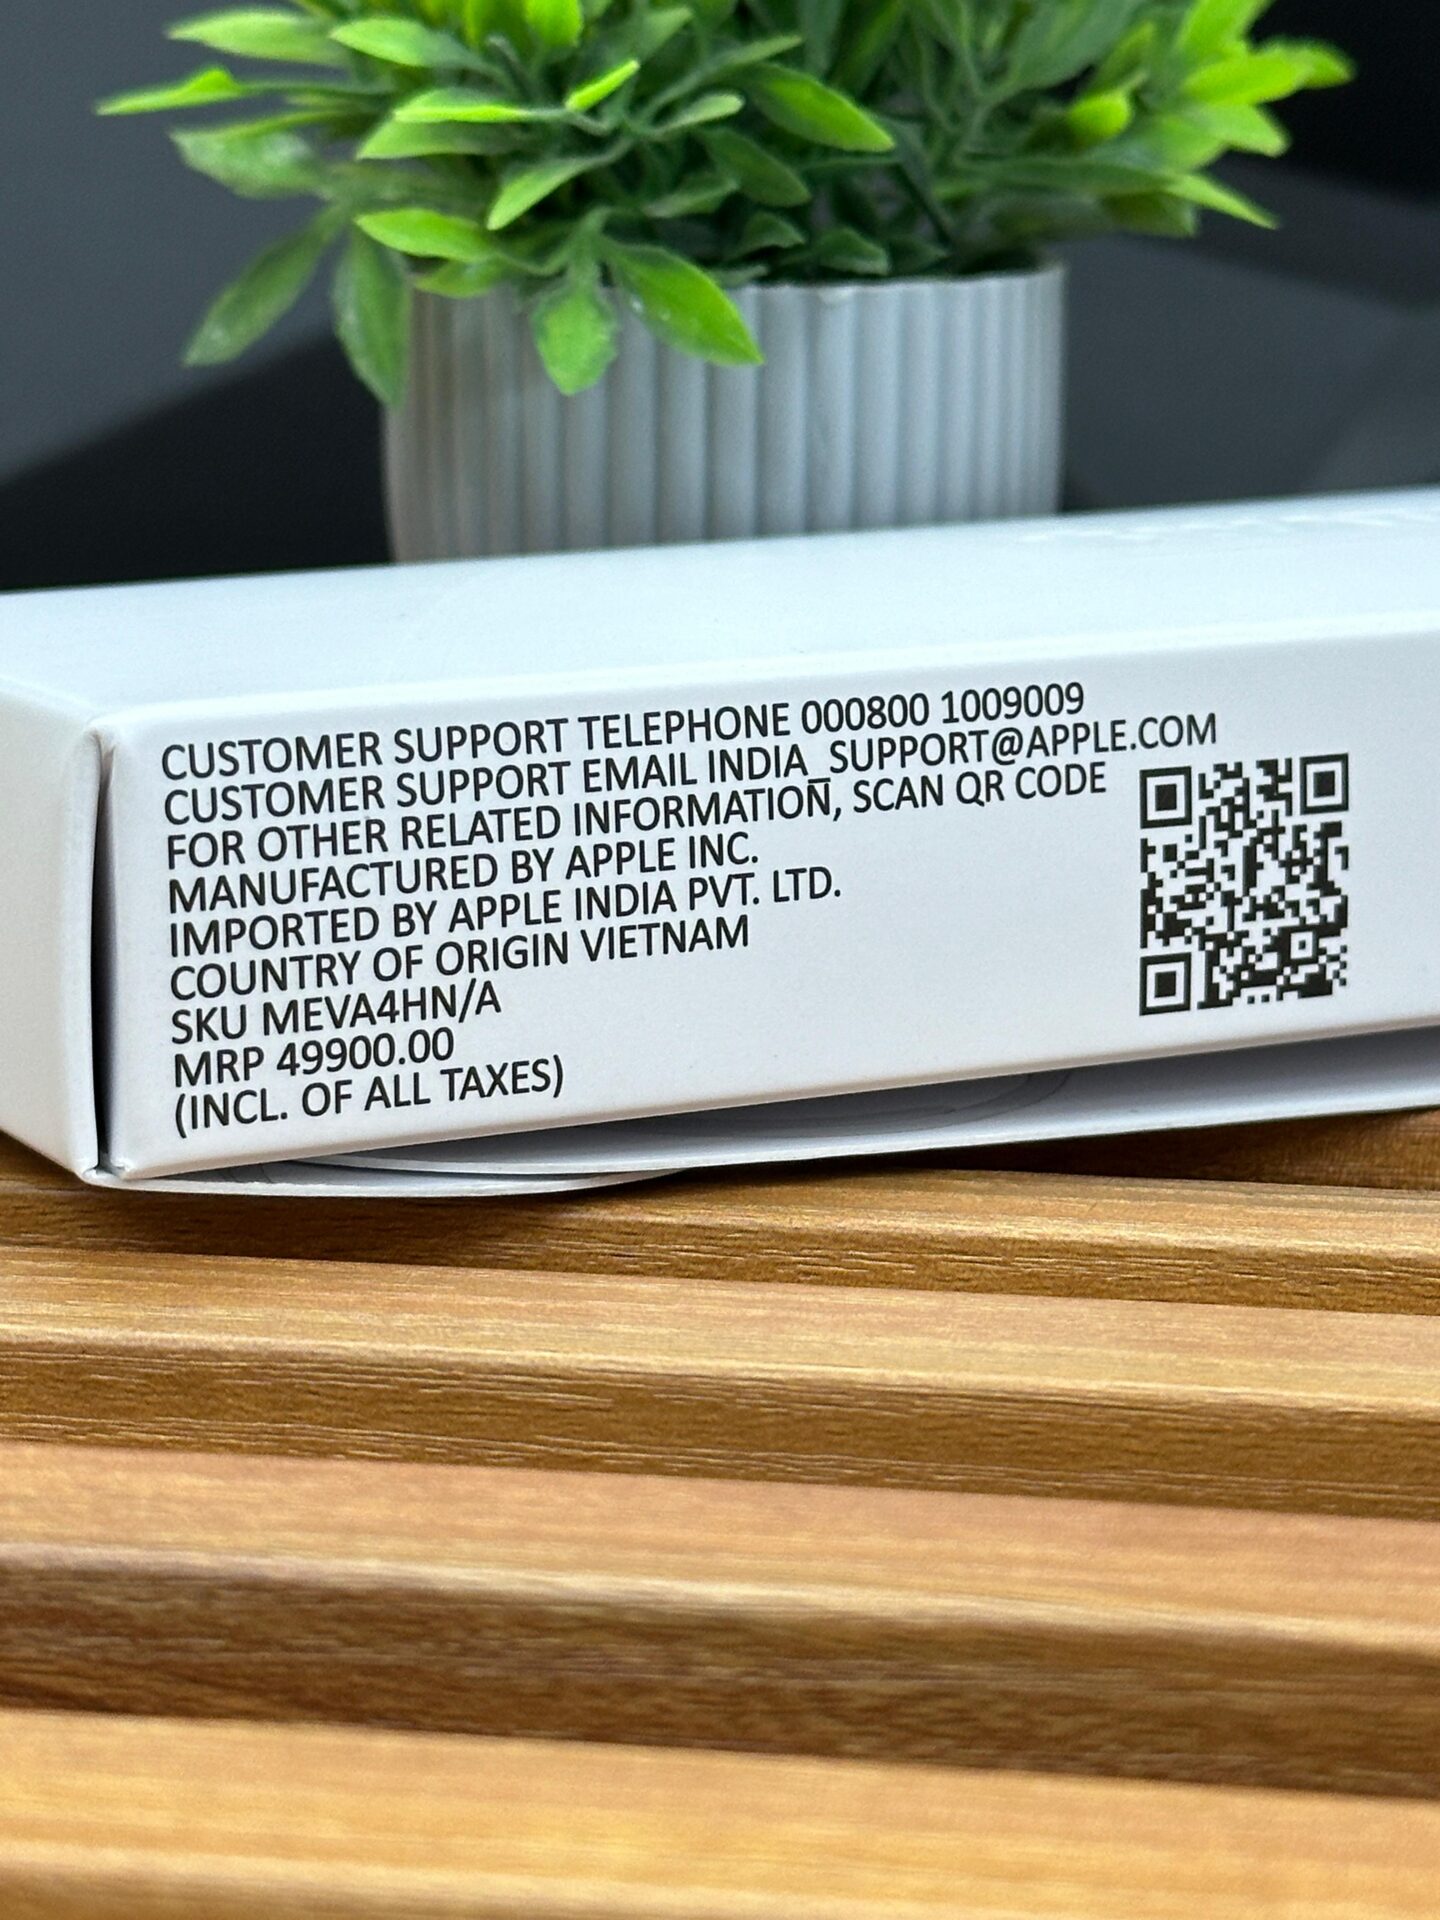 CUSTOMER SUPPORT TELEPHONE 000800 1009009
CUSTOMER SUPPORT EMAIL INDIA_SUPPORT@APPLE.COM
FOR OTHER RELATED INFORMATION, SCAN QR CODE
MANUFACTURED BY APPLE INC.
IMPORTED BY APPLE INDIA PVT. LTD.
COUNTRY OF ORIGIN VIETNAM
SKU MEVA4HN/A
MRP 49900.00
(INCL. OF ALL TAXES)